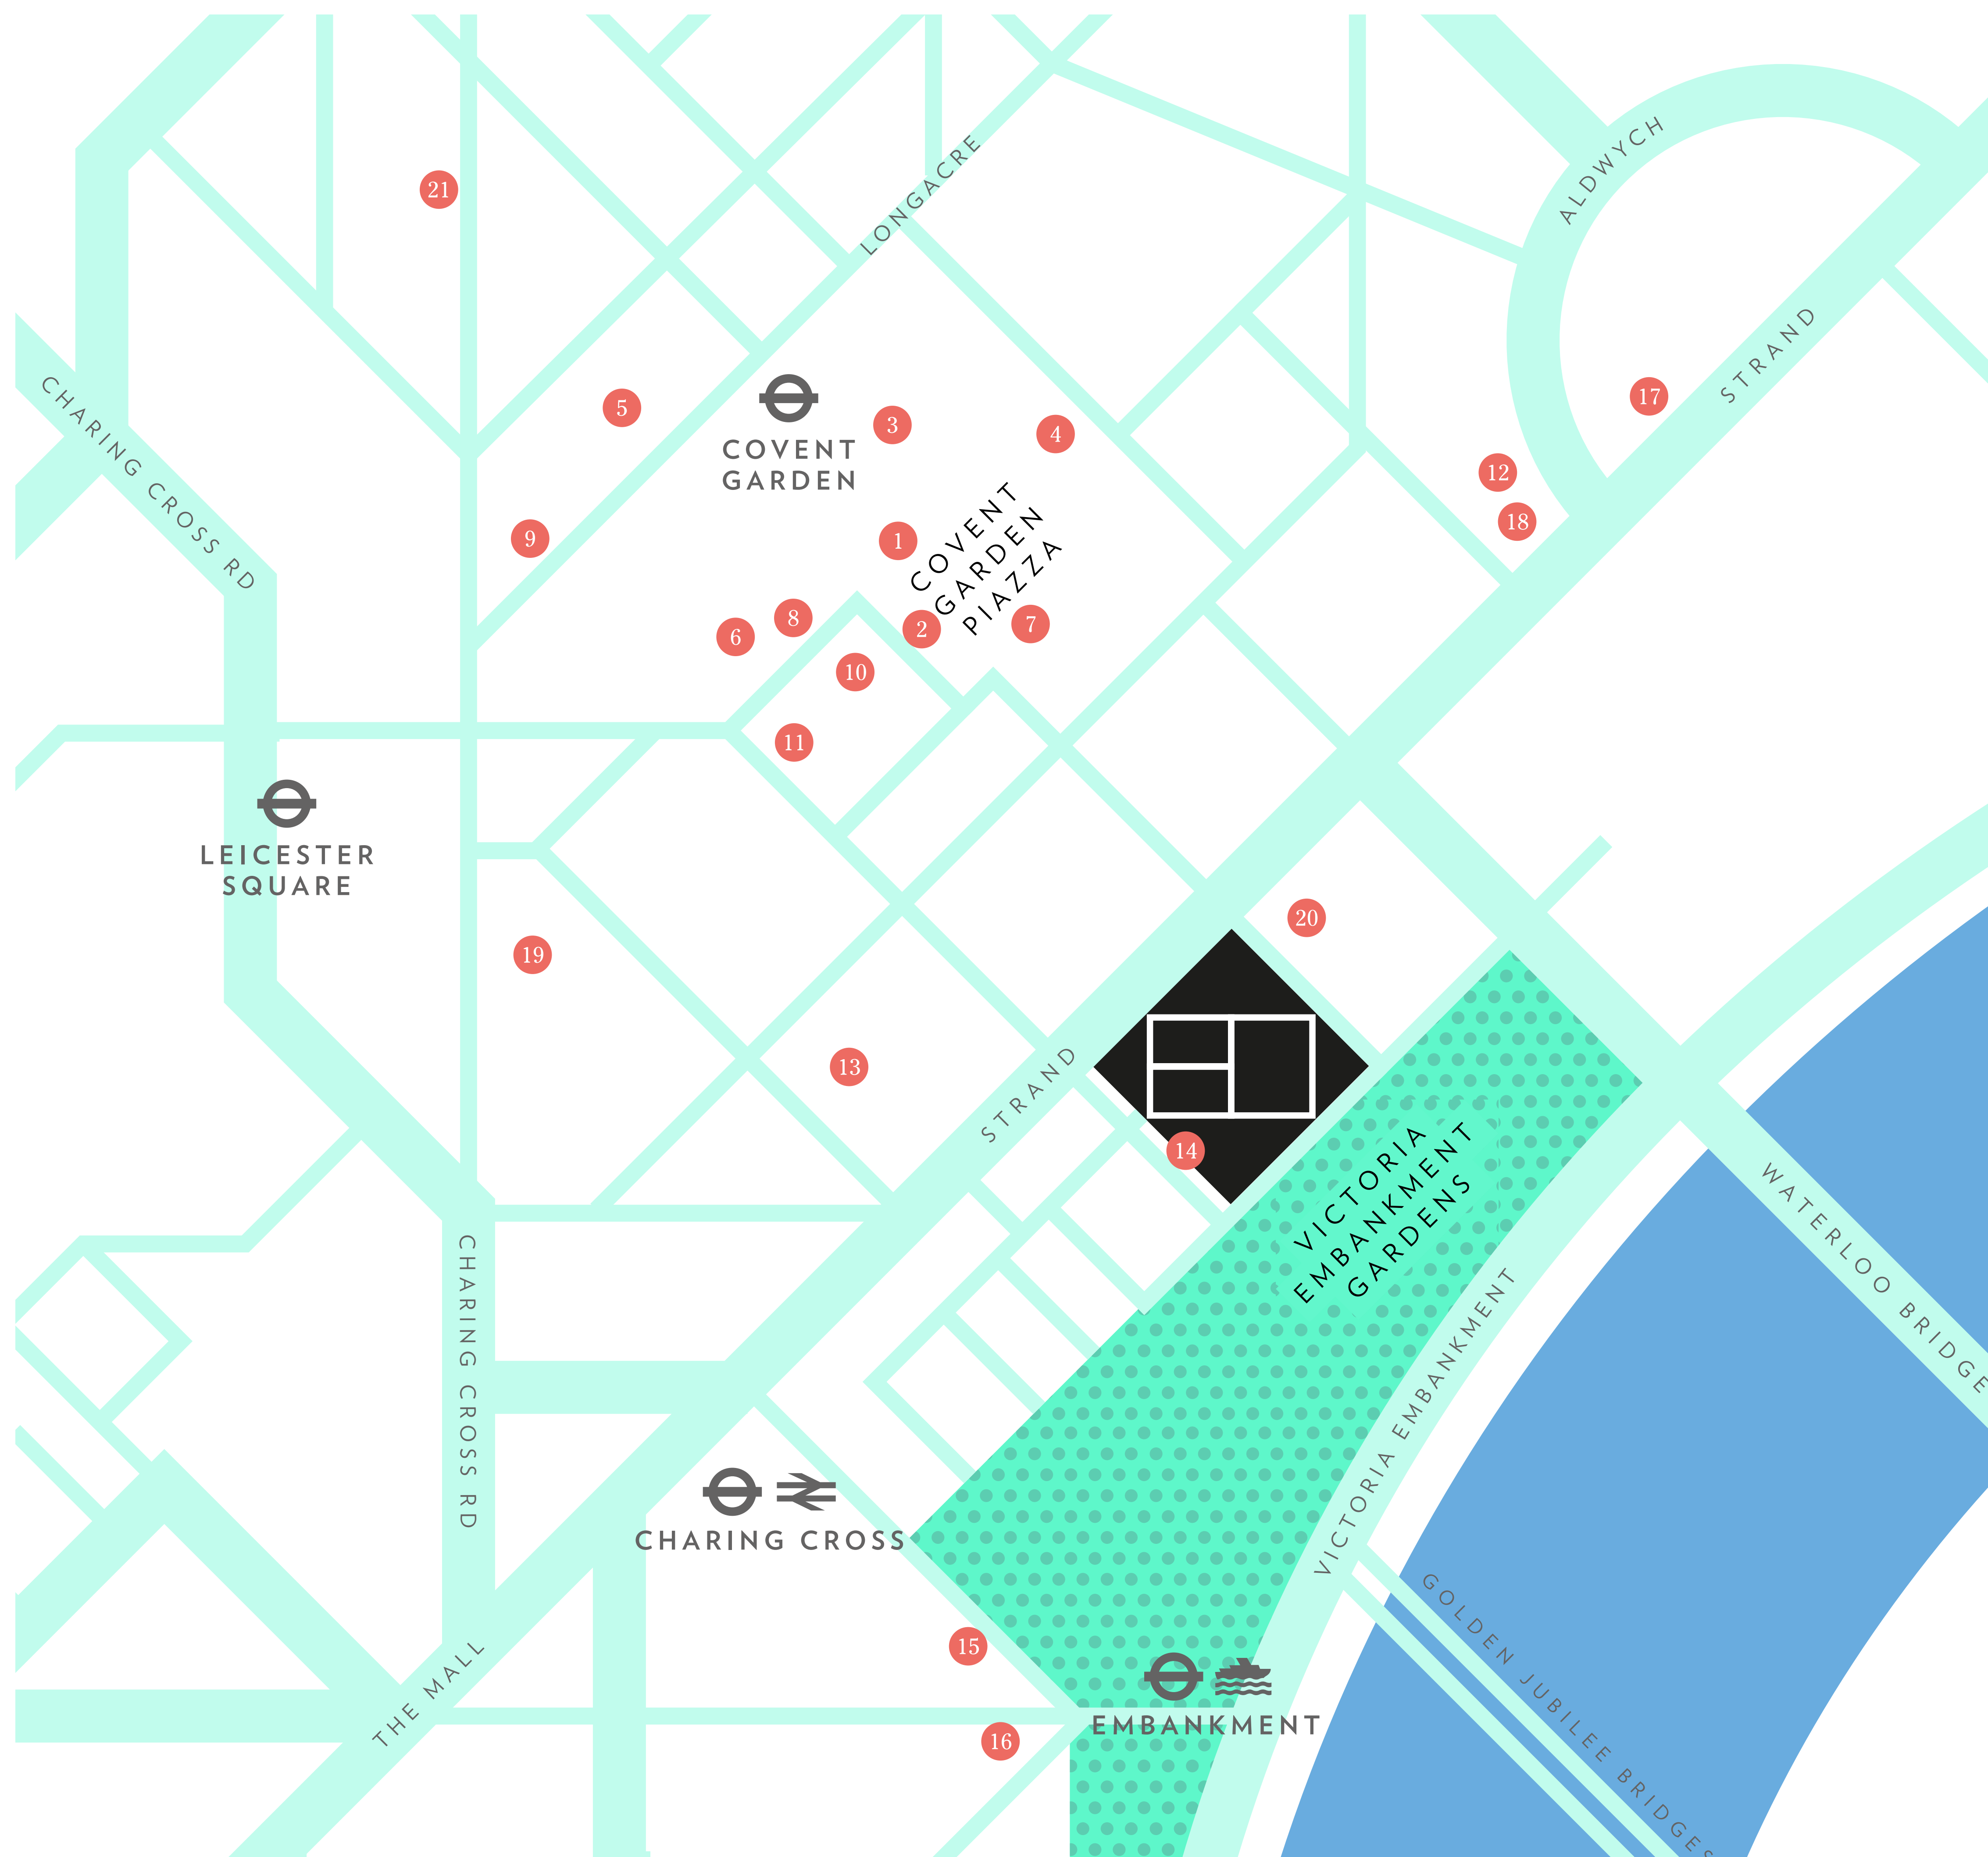 ALDWYCH
LONGACRE
21
STRAND
CHARING CROSS RD
17
5
3
4
COVENT
GARDEN
12
18
9
1
COVENT
GARDEN
PIAZZA
8
6
2
7
10
11
LEICESTER
SQUARE
20
19
13
STRAND
14
VICTORIA
EMBANKMENT
GARDENS
WATERLOO BRIDGE
CHARING CROSS RD
VICTORIA EMBANKMENT
CHARING CROSS
GOLDEN JUBILEE BRIDGES
THE MALL
15
EMBANKMENT
16